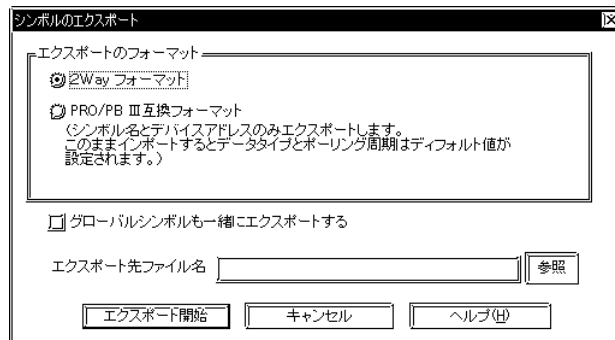 シンボルのエクスポート
エクスポートのフォーマット
2Way フォーマット
PRO/PB Ⅲ互換フォーマット
(シンボル名とデバイスアドレスのみエクスポートします。
このままインポートするとデータタイプとポーリング周期はディフォルト値が
設定されます。)
グローバルシンボルも一緒にエクスポートする
エクスポート先ファイル名
参照
エクスポート開始
キャンセル
ヘルプ(H)